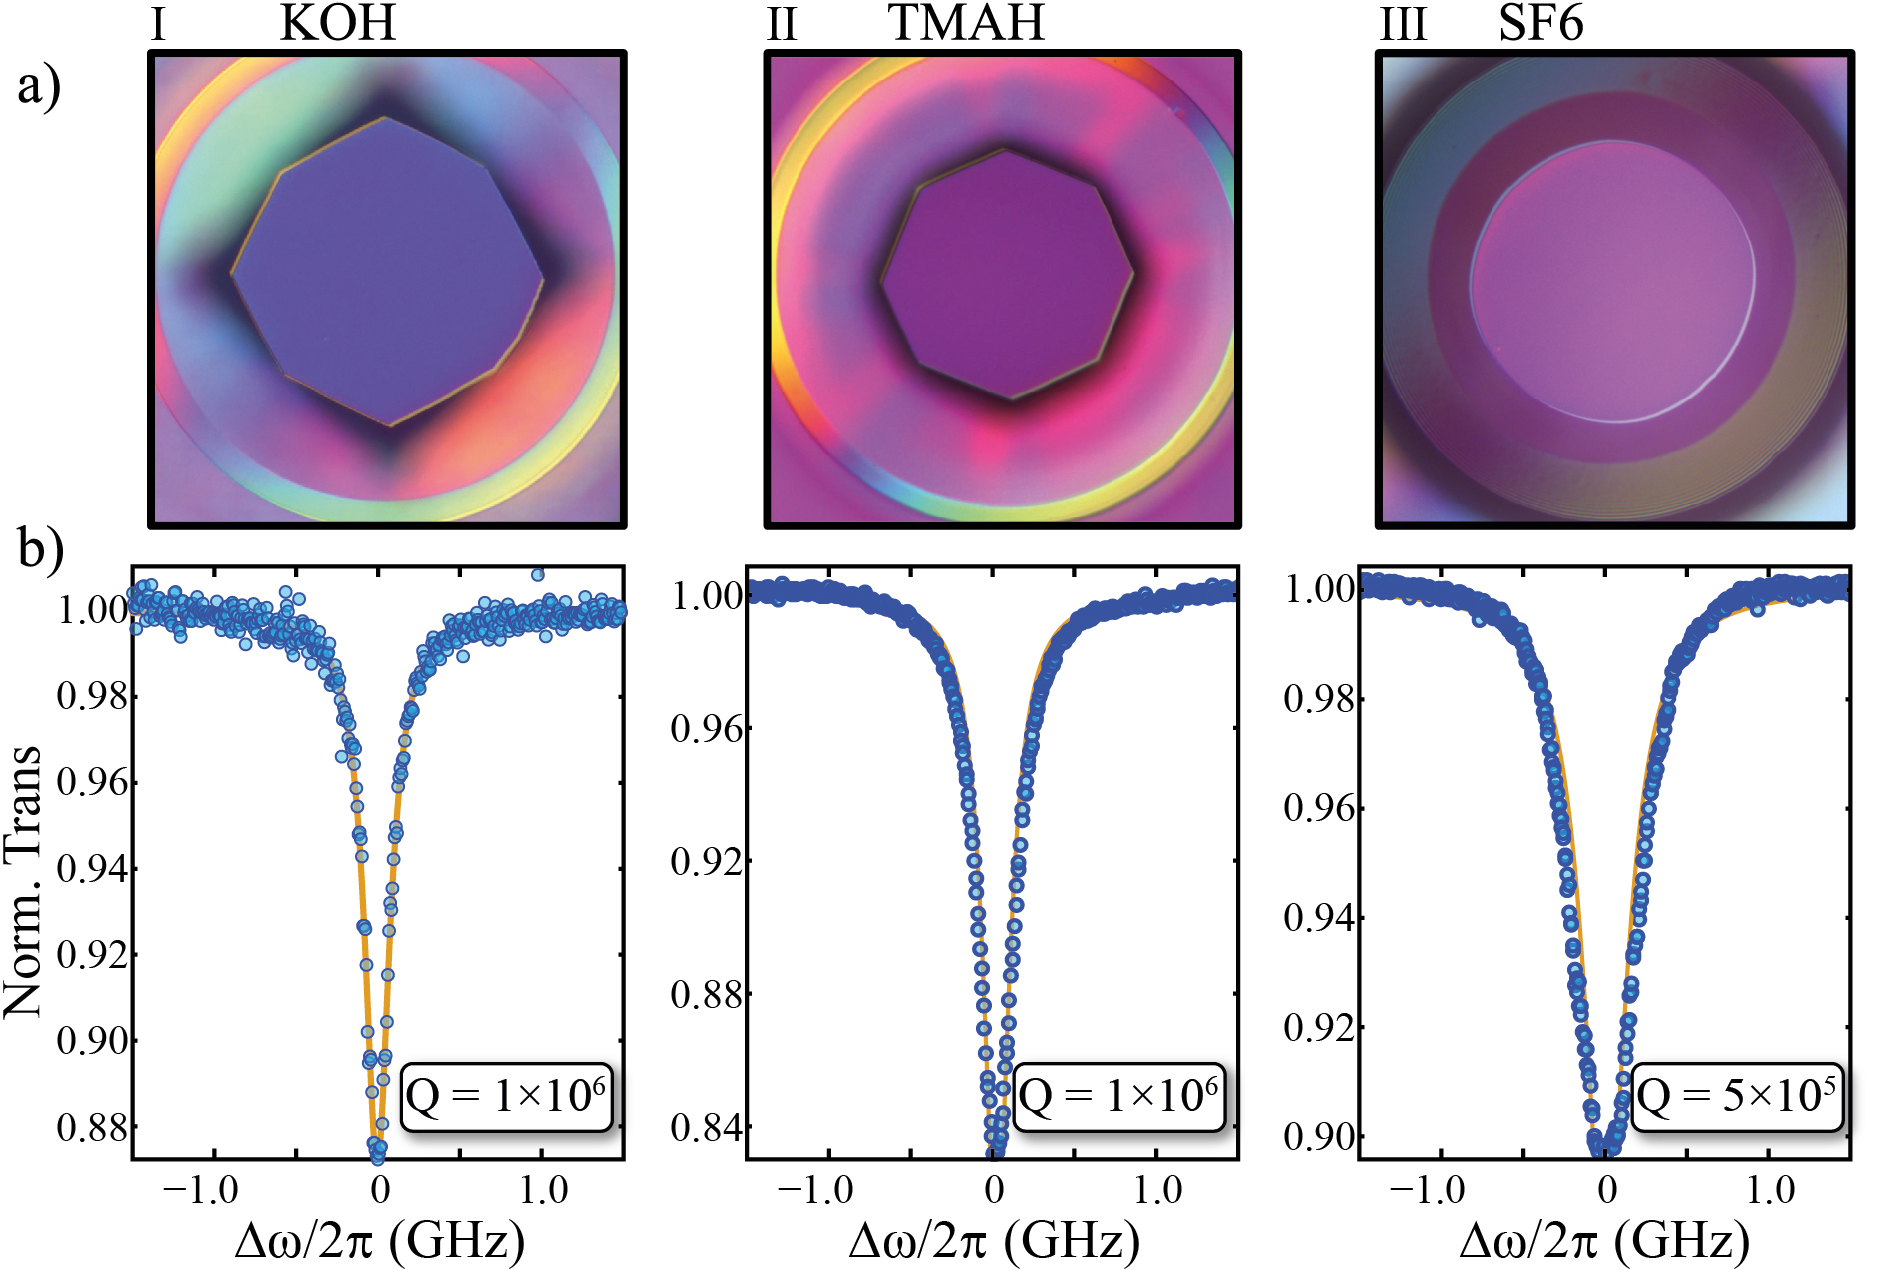 I KOH
II TMAH
III SF6
a)
b)
Norm. Trans
1.00
0.98
0.96
0.94
0.92
0.90
0.88
Q = 1×10⁶
−1.0 0 1.0
Δω/2π (GHz)
1.00
0.96
0.92
0.88
0.84
Q = 1×10⁶
−1.0 0 1.0
Δω/2π (GHz)
1.00
0.98
0.96
0.94
0.92
0.90
Q = 5×10⁵
−1.0 0 1.0
Δω/2π (GHz)